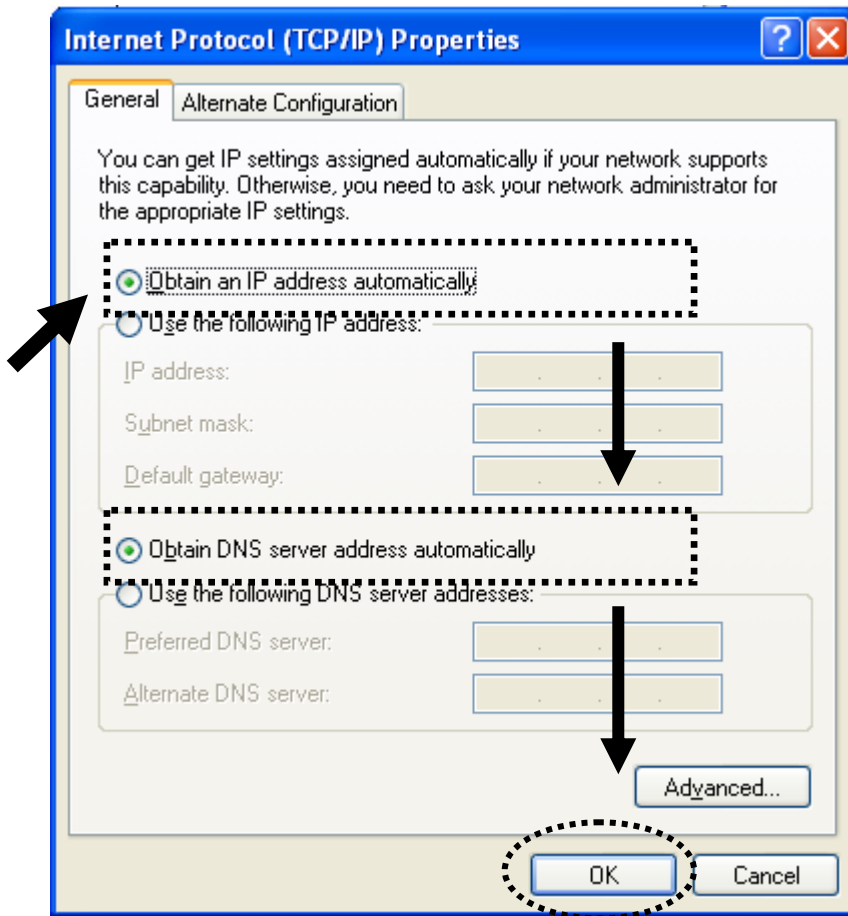 Internet Protocol (TCP/IP) Properties
General
Alternate Configuration
You can get IP settings assigned automatically if your network supports
this capability. Otherwise, you need to ask your network administrator for
the appropriate IP settings.
Obtain an IP address automatically
Use the following IP address:
IP address:
Subnet mask:
Default gateway:
Obtain DNS server address automatically
Use the following DNS server addresses:
Preferred DNS server:
Alternate DNS server:
Advanced...
OK
Cancel